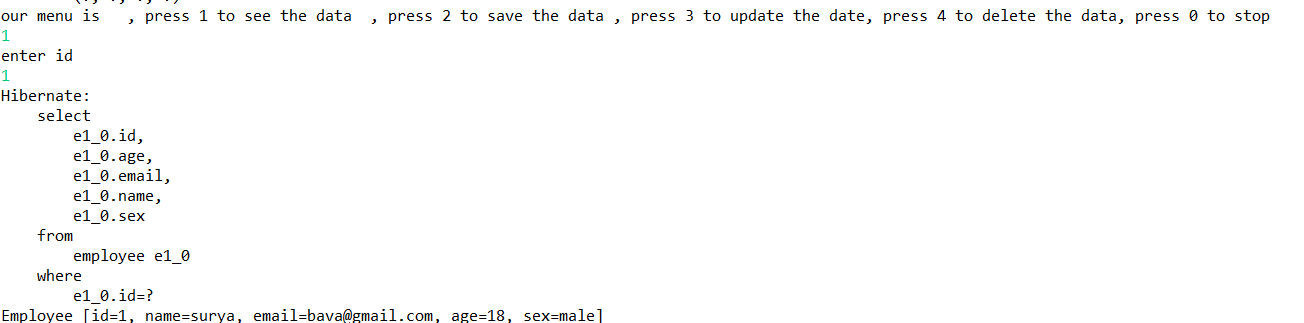 our menu is   , press 1 to see the data  , press 2 to save the data , press 3 to update the date, press 4 to delete the data, press 0 to stop
1
enter id
1
Hibernate:
    select
        e1_0.id,
        e1_0.age,
        e1_0.email,
        e1_0.name,
        e1_0.sex
    from
        employee e1_0
    where
        e1_0.id=?
Employee [id=1, name=surya, email=bava@gmail.com, age=18, sex=male]